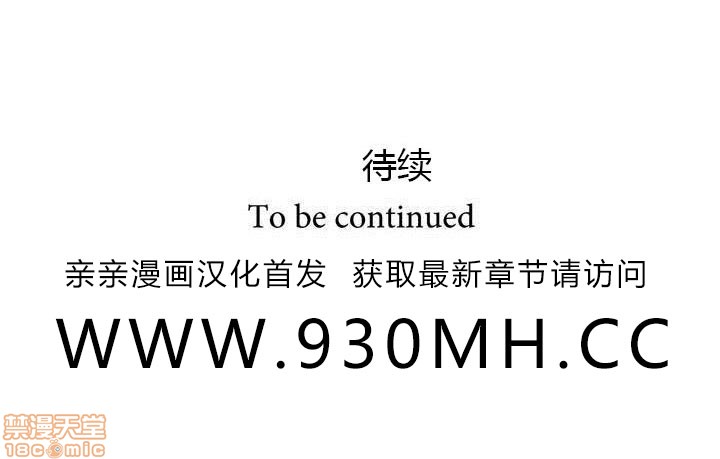 待续
To be continued
亲亲漫画汉化首发 获取最新章节请访问
WWW.930MH.CC
禁漫天堂
18comic